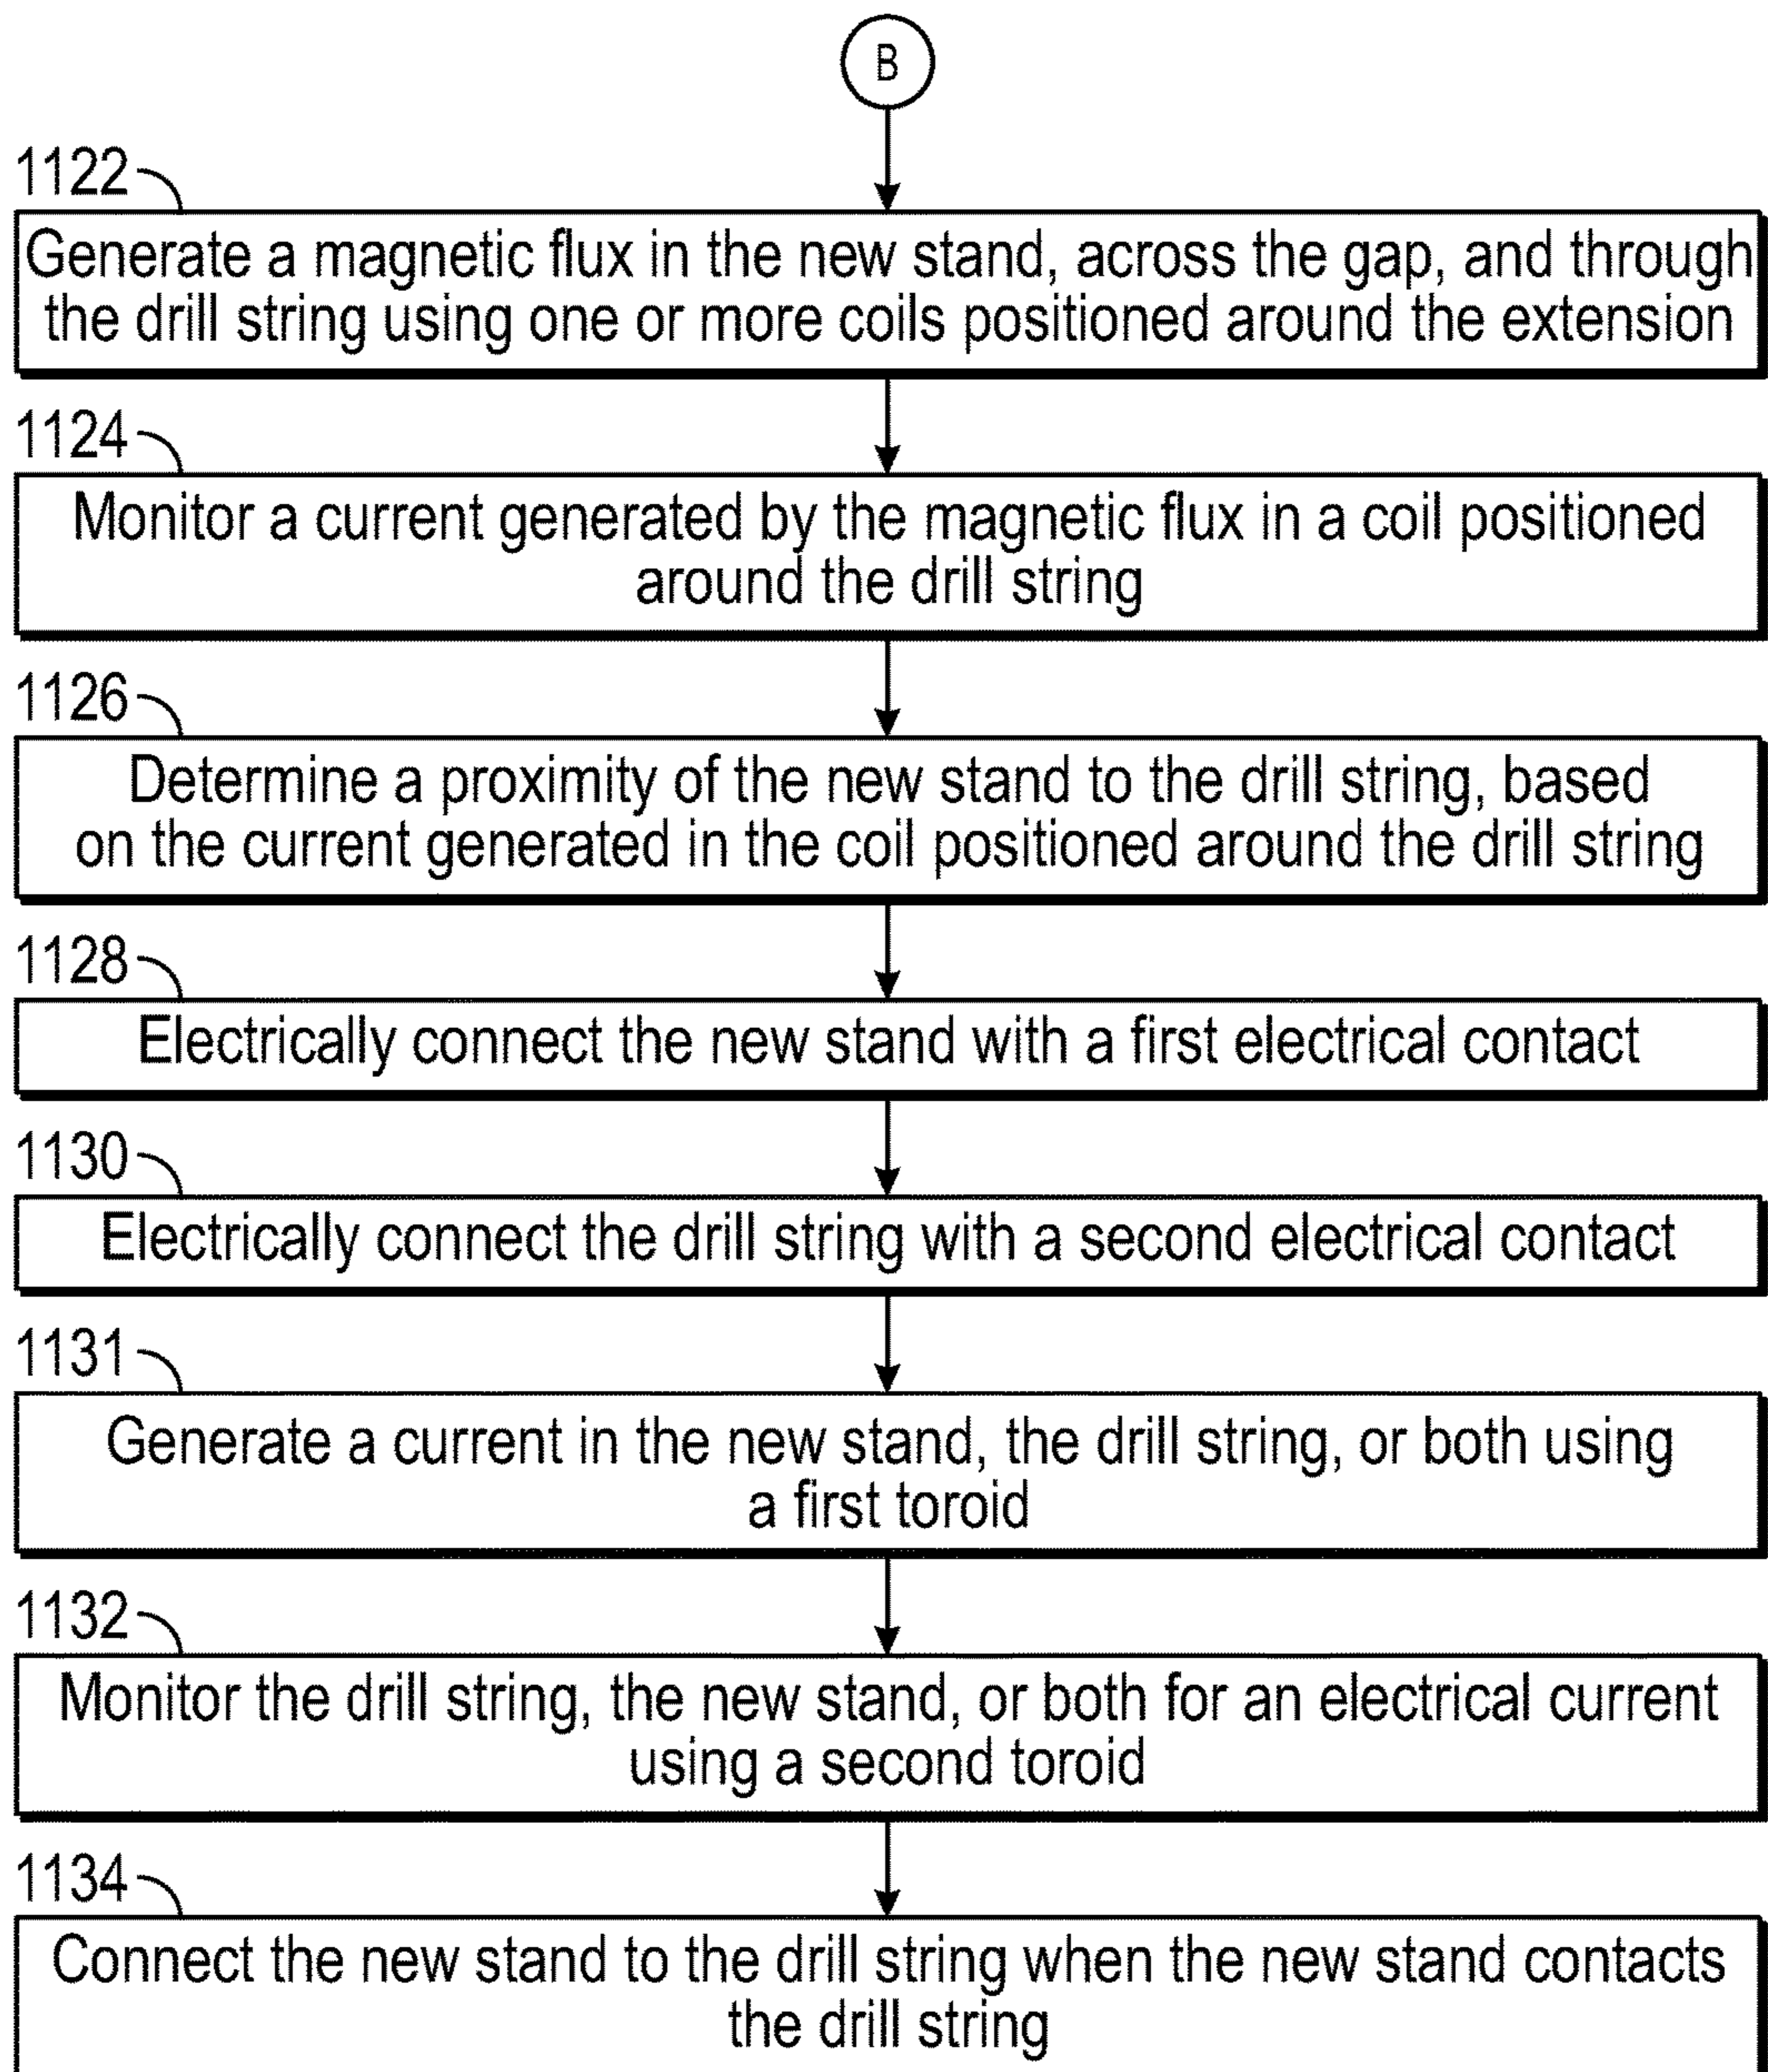 B
1122
Generate a magnetic flux in the new stand, across the gap, and through
the drill string using one or more coils positioned around the extension
1124
Monitor a current generated by the magnetic flux in a coil positioned
around the drill string
1126
Determine a proximity of the new stand to the drill string, based
on the current generated in the coil positioned around the drill string
1128
Electrically connect the new stand with a first electrical contact
1130
Electrically connect the drill string with a second electrical contact
1131
Generate a current in the new stand, the drill string, or both using
a first toroid
1132
Monitor the drill string, the new stand, or both for an electrical current
using a second toroid
1134
Connect the new stand to the drill string when the new stand contacts
the drill string